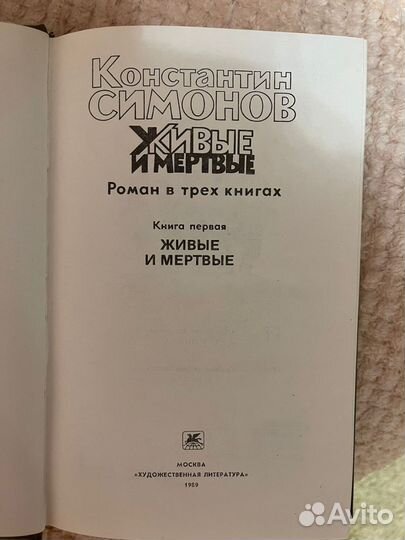 Константин
СИМОНОВ
ЖИВЫЕ
И МЕРТВЫЕ
Роман в трех книгах
Книга первая
ЖИВЫЕ
И МЕРТВЫЕ
МОСКВА
«ХУДОЖЕСТВЕННАЯ ЛИТЕРАТУРА»
1989
Avito